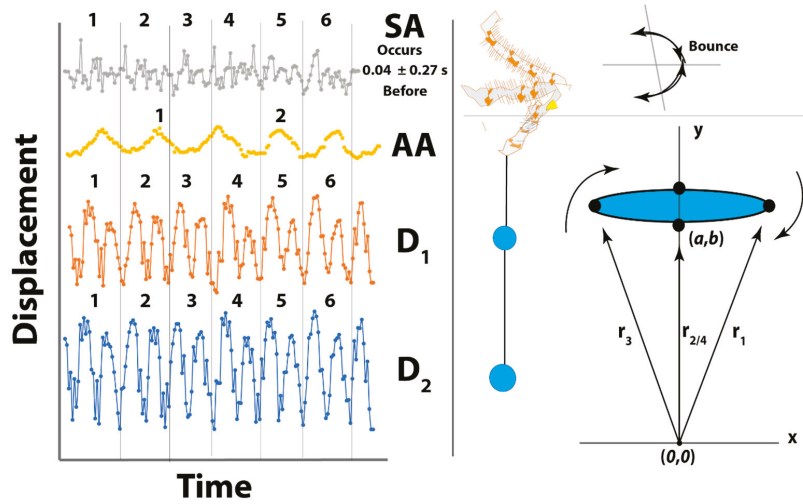 1 2 3 4 5 6 SA
Occurs
0.04 ± 0.27 s
Before
1 2
AA
1 2 3 4 5 6
D1
1 2 3 4 5 6
D2
Displacement
Time
Bounce
y
(a,b)
r3
r2/4
r1
x
(0,0)